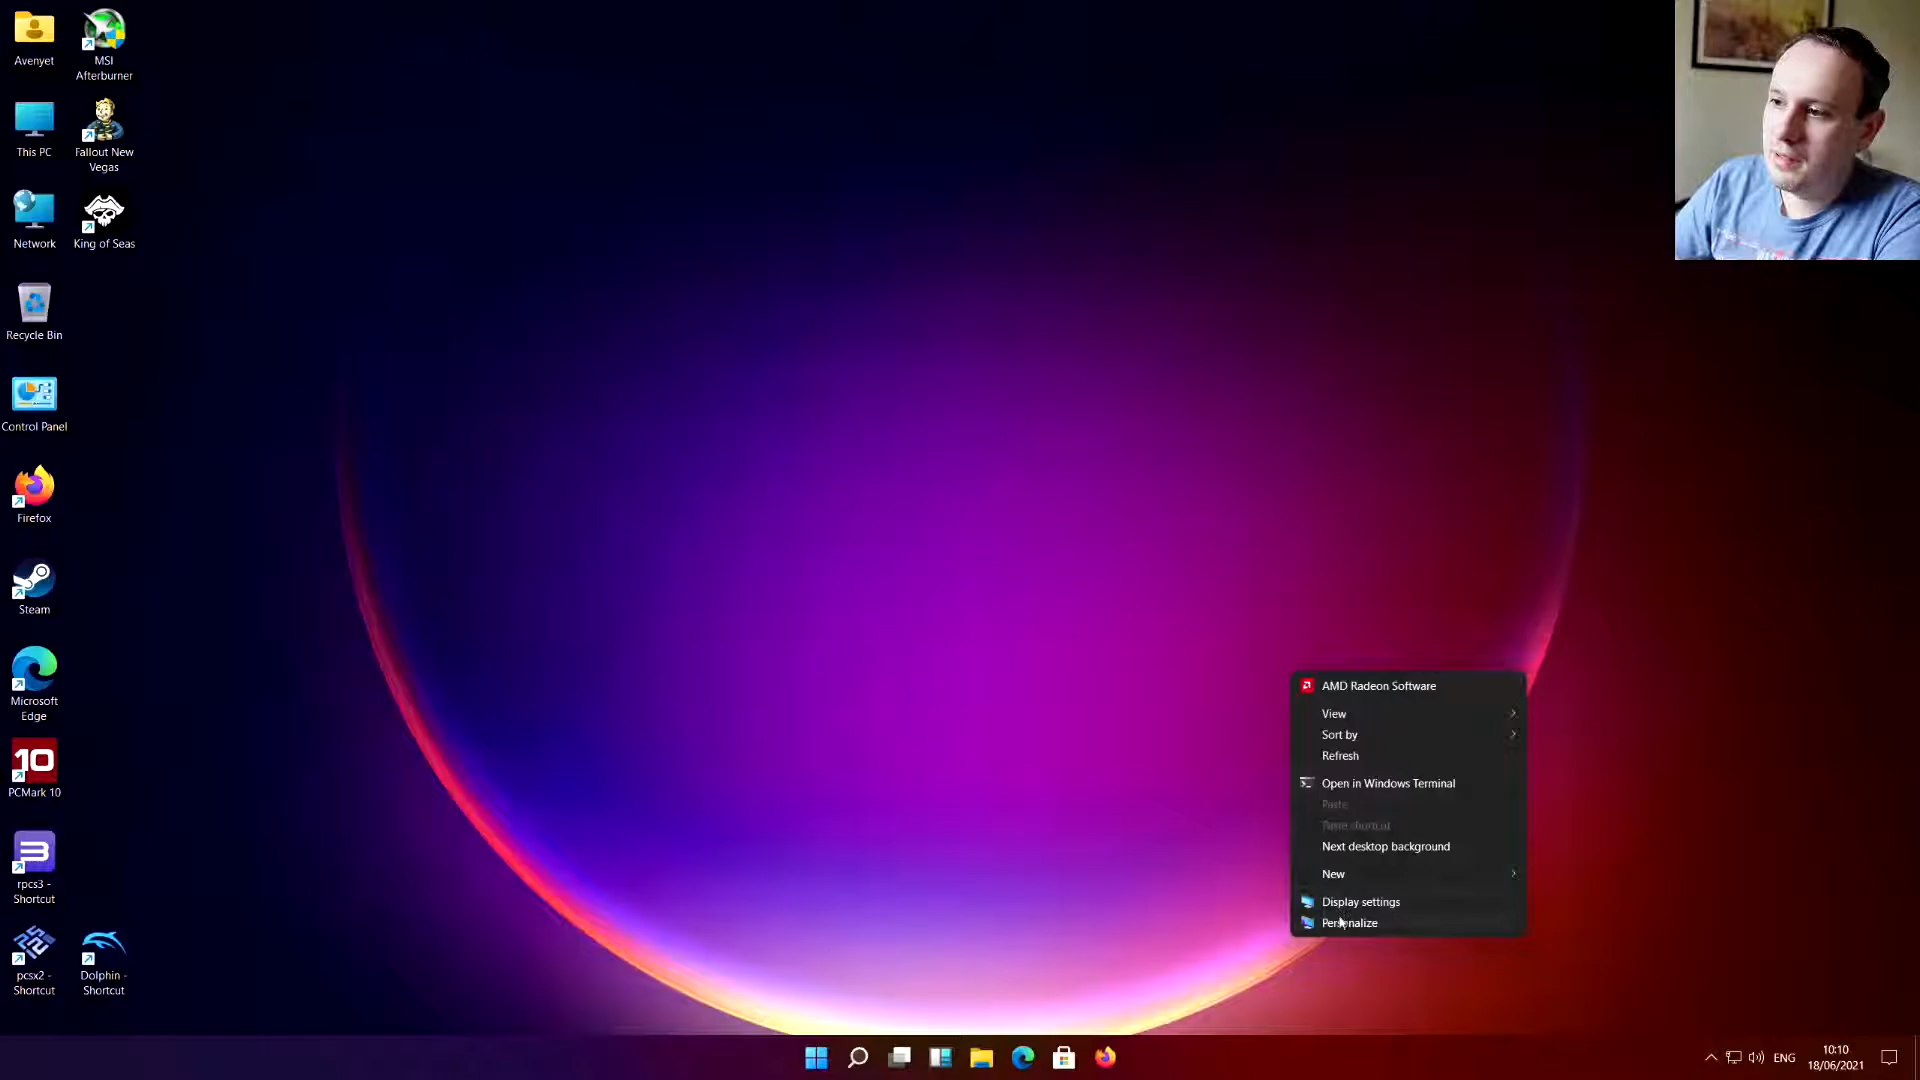 Avenyet
MSI
Afterburner
This PC
Fallout New
Vegas
Network
King of Seas
Recycle Bin
Control Panel
Firefox
Steam
Microsoft
Edge
10
PCMark 10
rpcs3 -
Shortcut
pcsx2 -
Shortcut
Dolphin -
Shortcut
AMD Radeon Software
View
Sort by
Refresh
Open in Windows Terminal
Paste
Paste shortcut
Next desktop background
New
Display settings
Personalize
ENG
10:10
18/06/2021